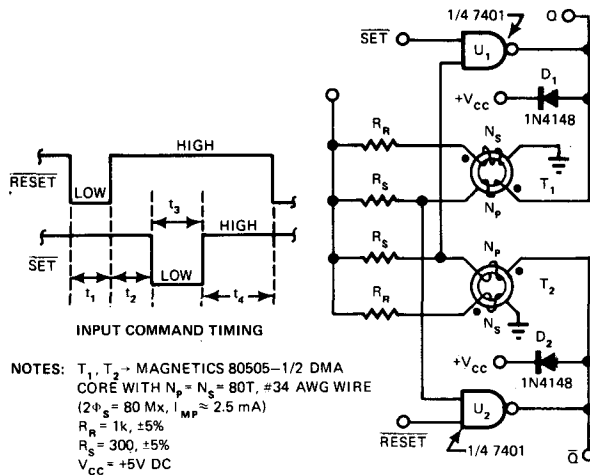 1/4 7401
Q
SET
U1
D1
+VCC
1N4148
RR
NS
HIGH
RESET
LOW
T1
RS
NP
t3
HIGH
SET
LOW
RS
NP
t1
t2
t4
T2
RR
NS
INPUT COMMAND TIMING
D2
+VCC
1N4148
NOTES: T1, T2 → MAGNETICS 80505-1/2 DMA
CORE WITH NP = NS = 80T, #34 AWG WIRE
(2ΦS = 80 Mx, IMP ≈ 2.5 mA)
RR = 1k, ±5%
RS = 300, ±5%
VCC = +5V DC
U2
RESET
1/4 7401
Q